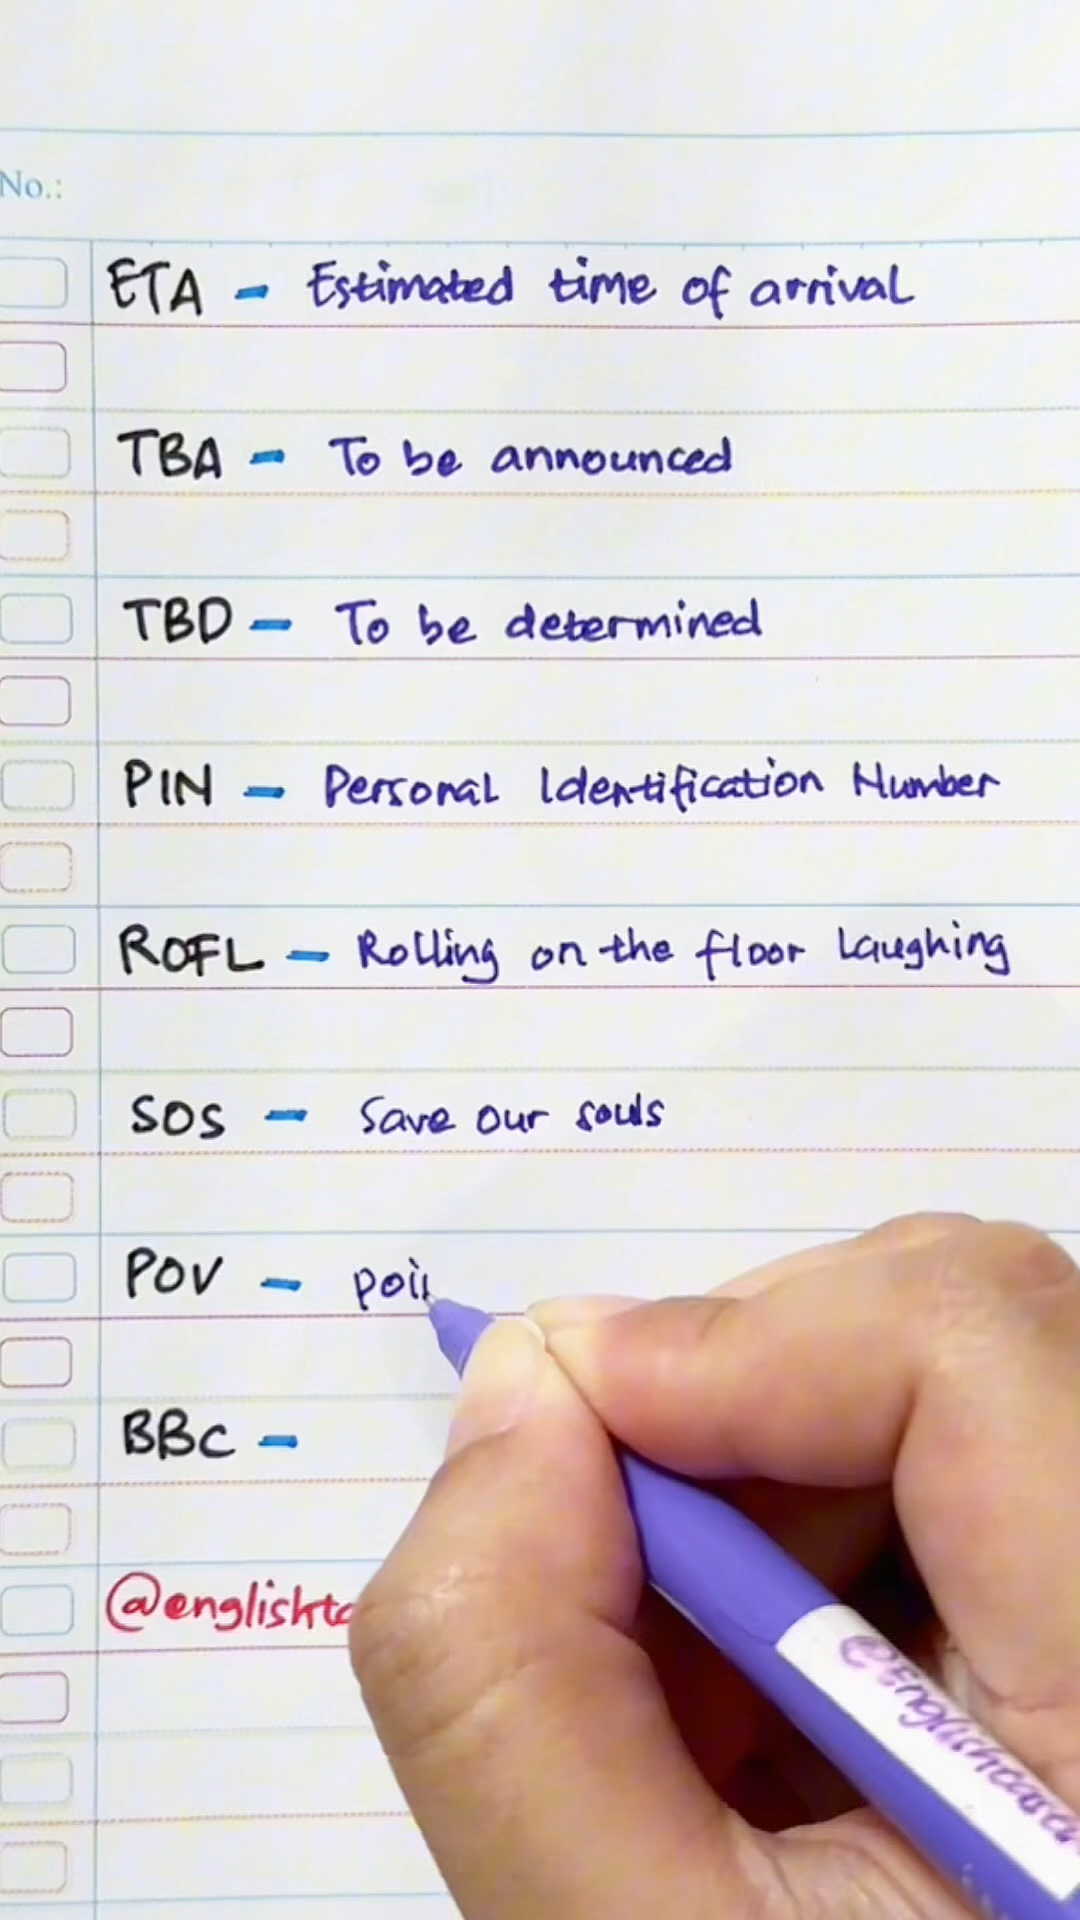 No.:
ETA - Estimated time of arrival
TBA - To be announced
TBD - To be determined
PIN - Personal Identification Number
ROFL - Rolling on the floor laughing
SOS - Save our souls
POV - poi
BBC -
@englishto